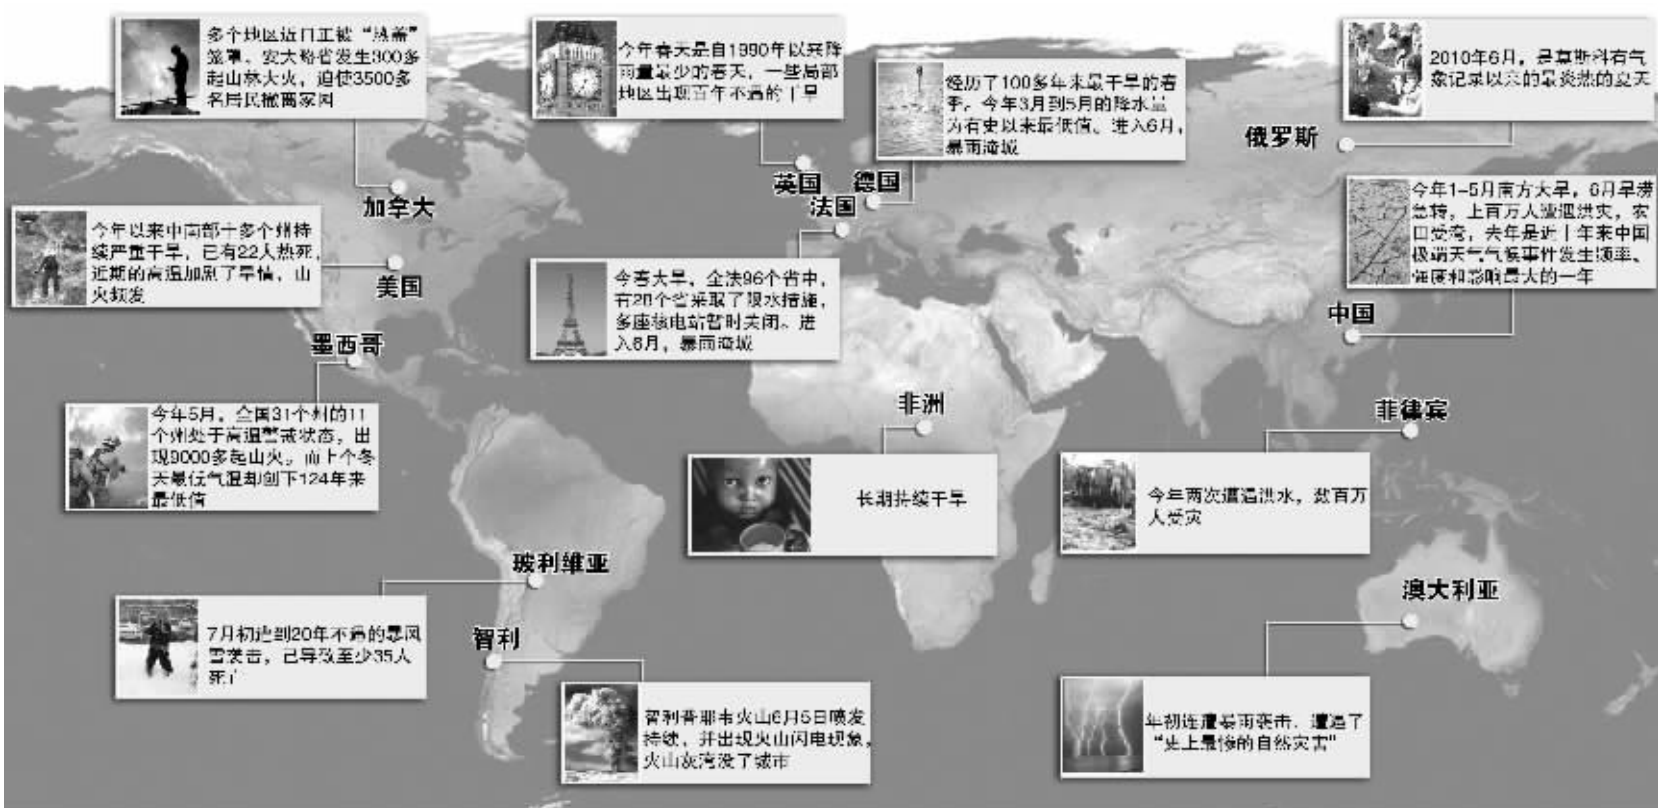 多个地区近日正被“热盖”
笼罩、安大略省发生300多
起山林大火，迫使3500多
名居民撤离家园
加拿大
今年春天是自1990年以来降
雨量最少的春天，一些局部
地区出现百年不遇的干旱
英国
经历了100多年来最干旱的春
季。今年3月到5月的降水量
为有史以来最低值。进入6月，
暴雨淹城
德国
2010年6月，是莫斯科有气
象记录以来的最炎热的夏天
俄罗斯
今年以来中南部十多个州持
续严重干旱，已有22人热死，
近期的高温加剧了旱情，山
火频发
美国
法国
今春大旱，全法96个省中，
有28个省采取了限水措施，
多座核电站暂时关闭。进
入6月，暴雨淹城
今年1-5月南方大旱，6月旱涝
急转，上百万人遭遇洪灾，农
田受淹，去年是近十年来中国
极端天气气候事件发生频率、
强度和影响最大的一年
中国
墨西哥
今年5月，全国31个州的11
个州处于高温警戒状态，出
现9000多起山火。而上个冬
天最低气温却创下124年来
最低值
非洲
长期持续干旱
菲律宾
今年两次遭遇洪水，数百万
人受灾
玻利维亚
7月初遭到20年不遇的暴风
雪袭击，已导致至少35人
死亡
智利
智利普耶韦火山6月5日喷发
持续，并出现火山闪电现象，
火山灰淹没了城市
澳大利亚
年初连遭暴雨袭击，遭遇了
“史上最惨的自然灾害”